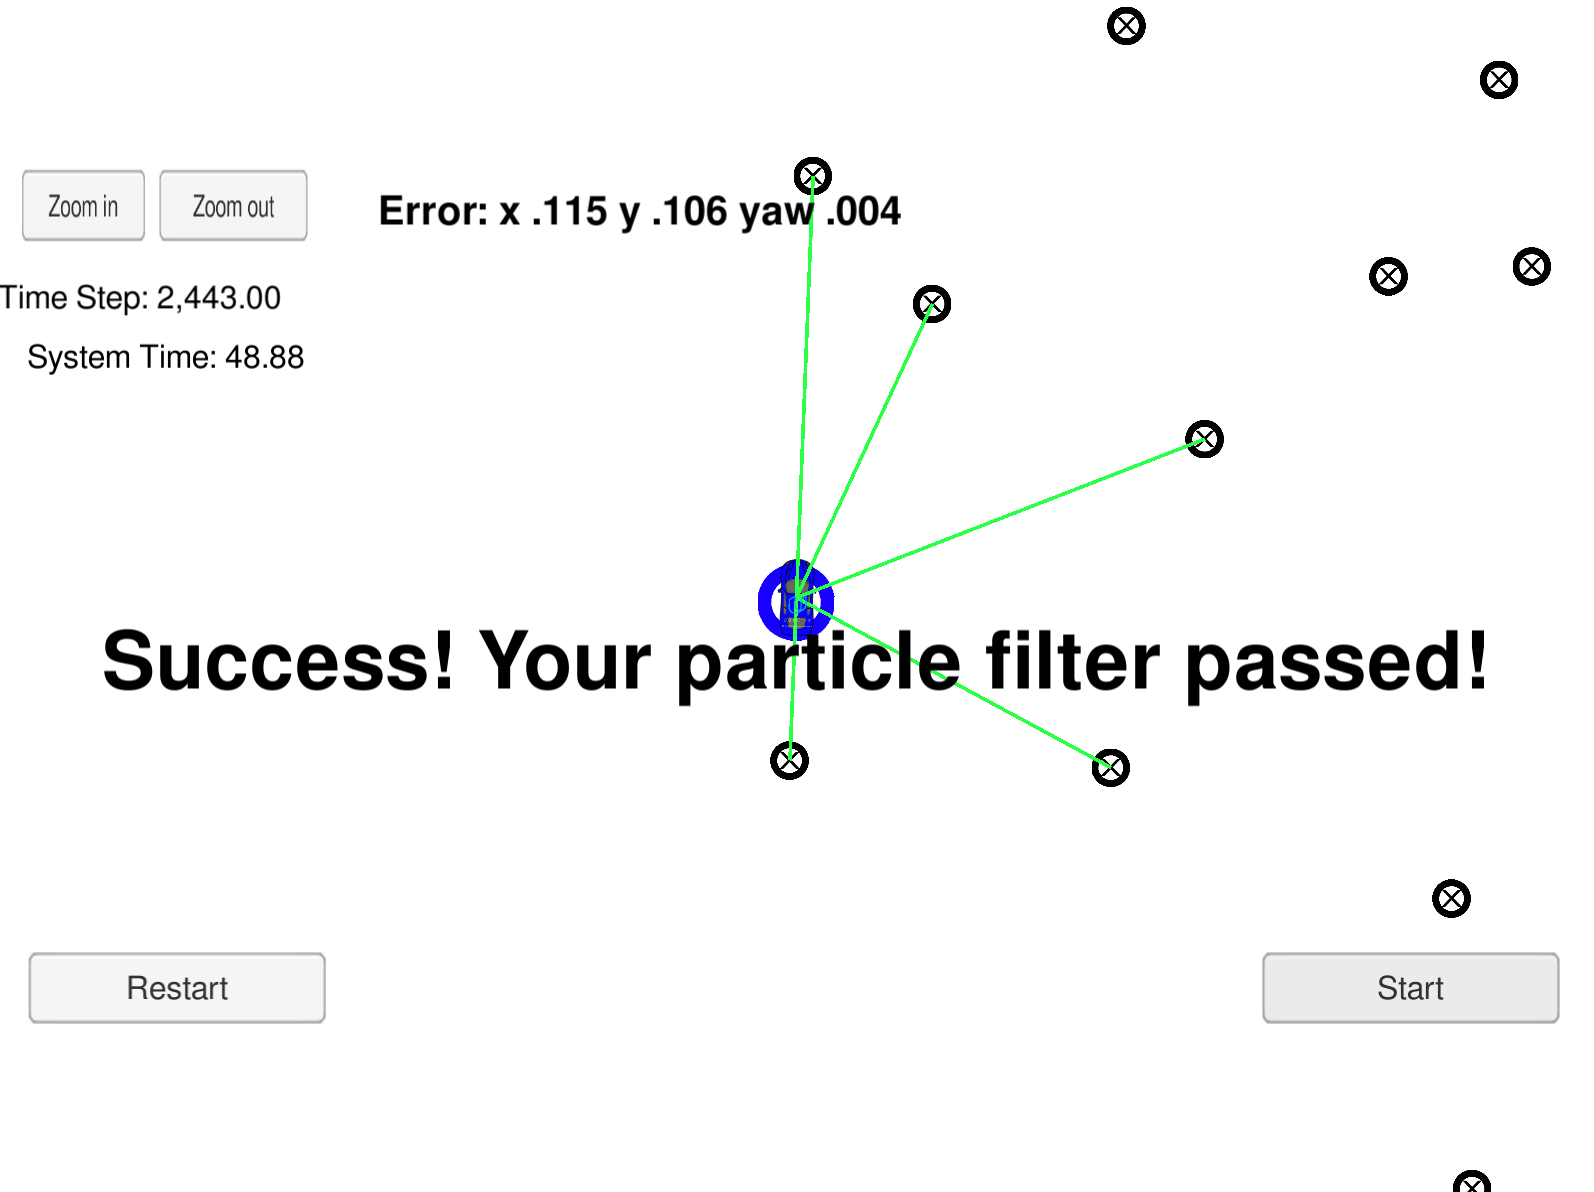 Zoom in
Zoom out
Error: x .115 y .106 yaw .004
Time Step: 2,443.00
System Time: 48.88
Success! Your particle filter passed!
Restart
Start